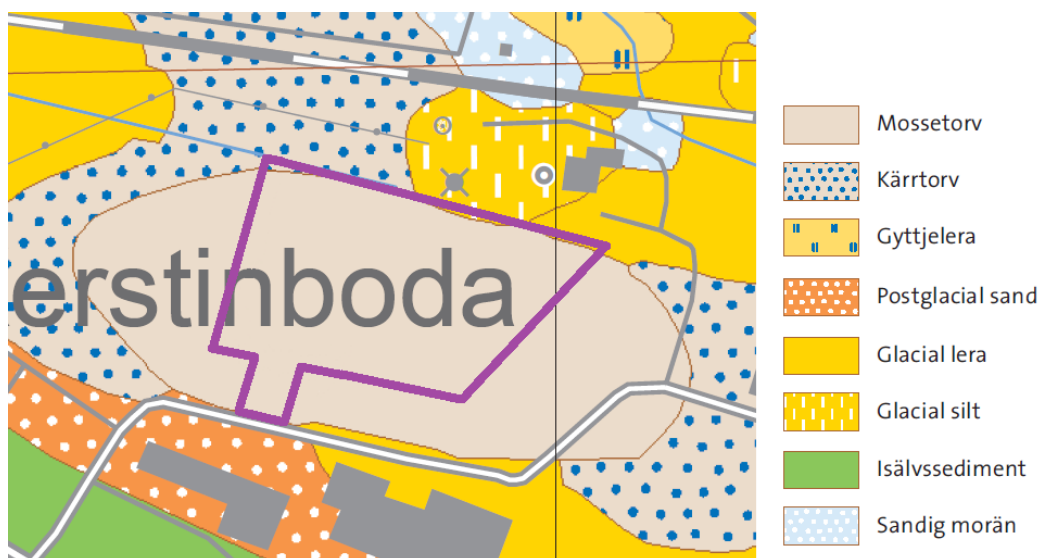 erstinboda
Mossetorv
Kärrtorv
Gyttjelera
Postglacial sand
Glacial lera
Glacial silt
Isälvssediment
Sandig morän